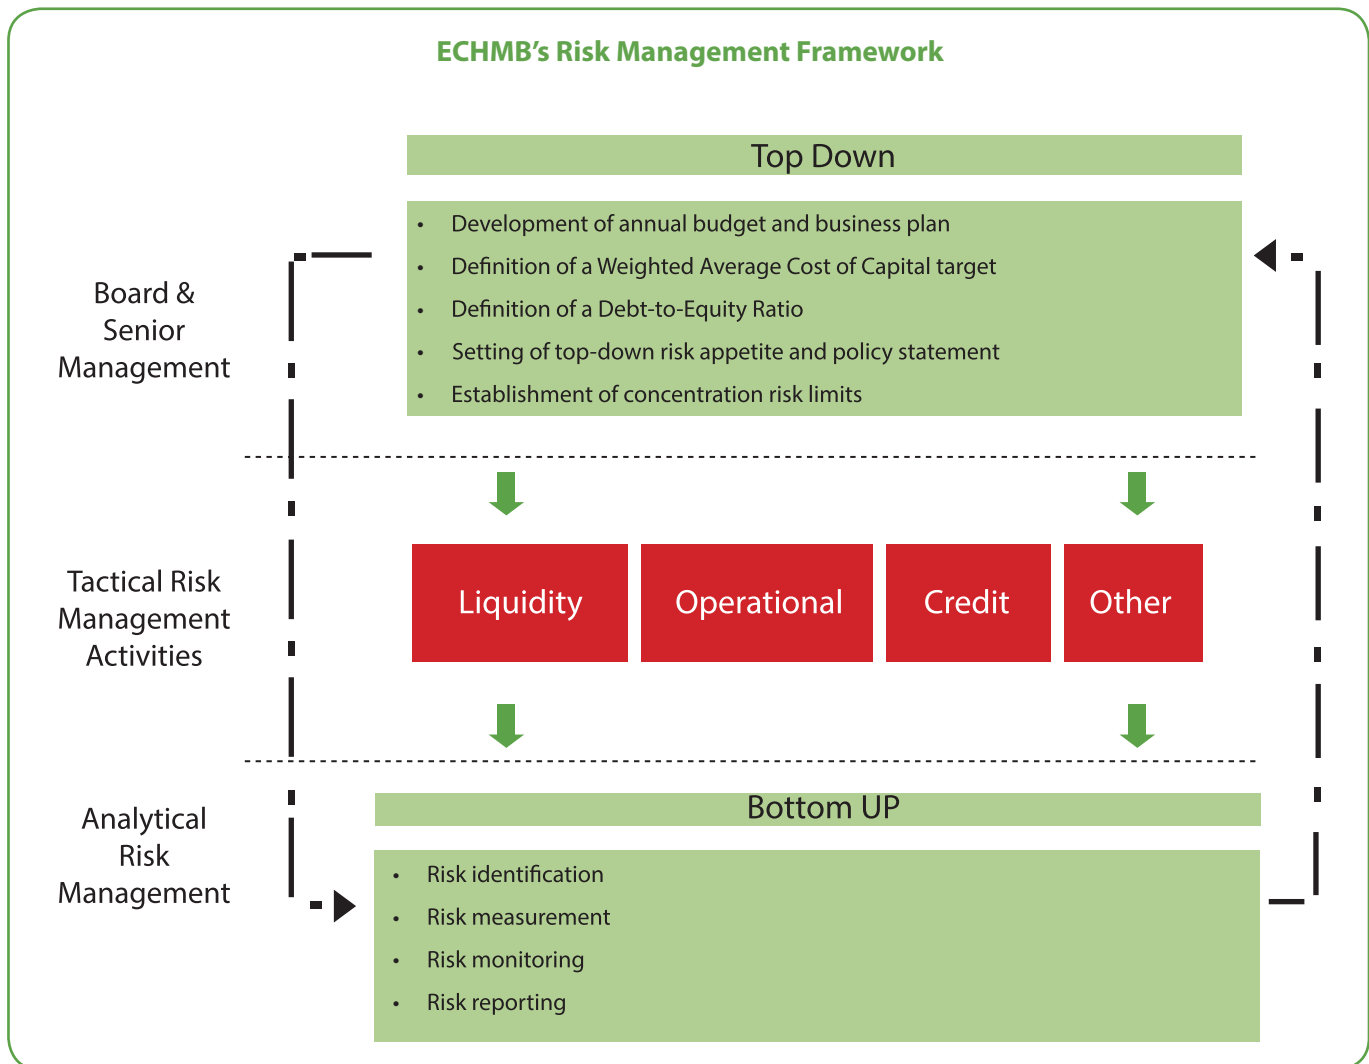 ECHMB’s Risk Management Framework
Top Down
• Development of annual budget and business plan
• Definition of a Weighted Average Cost of Capital target
• Definition of a Debt-to-Equity Ratio
• Setting of top-down risk appetite and policy statement
• Establishment of concentration risk limits
Board &
Senior
Management
Tactical Risk
Management
Activities
Liquidity
Operational
Credit
Other
Analytical
Risk
Management
Bottom UP
• Risk identification
• Risk measurement
• Risk monitoring
• Risk reporting